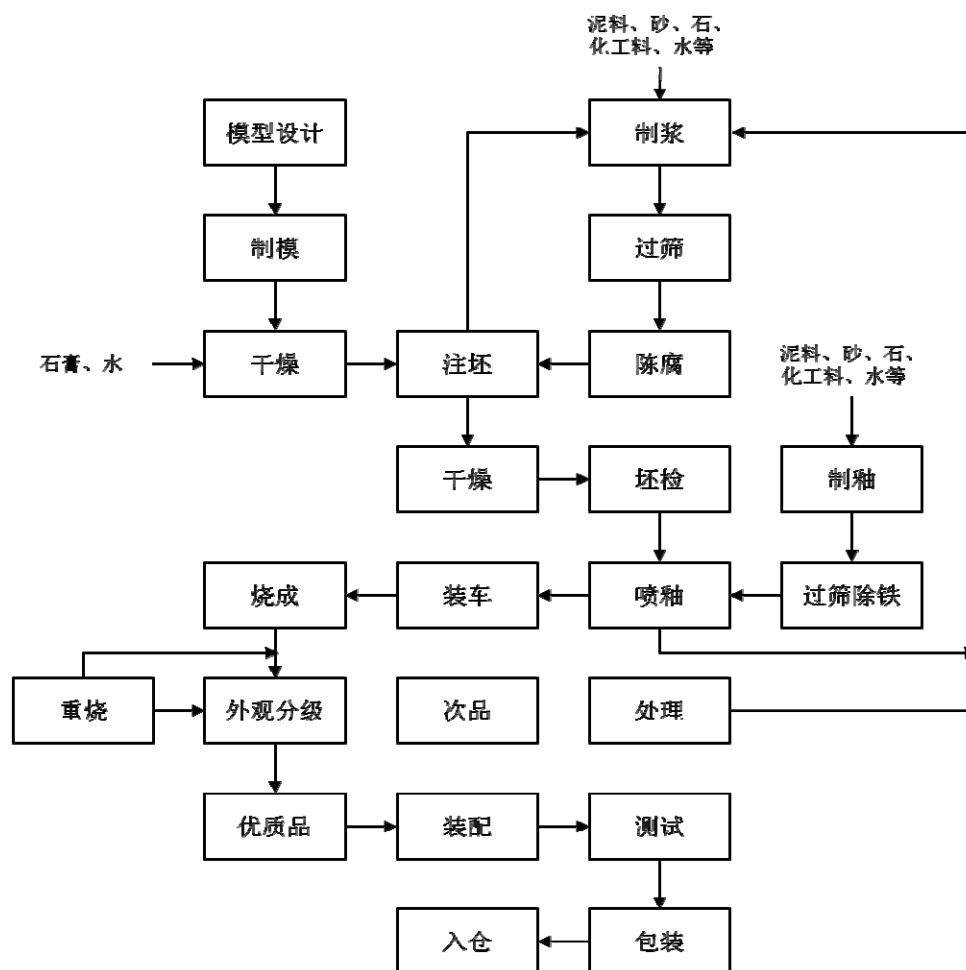 泥料、砂、石、
化工料、水等
模型设计
制浆
制模
过筛
石膏、水
干燥
注坯
陈腐
泥料、砂、石、
化工料、水等
干燥
坯检
制釉
烧成
装车
喷釉
过筛除铁
重烧
外观分级
次品
处理
优质品
装配
测试
入仓
包装